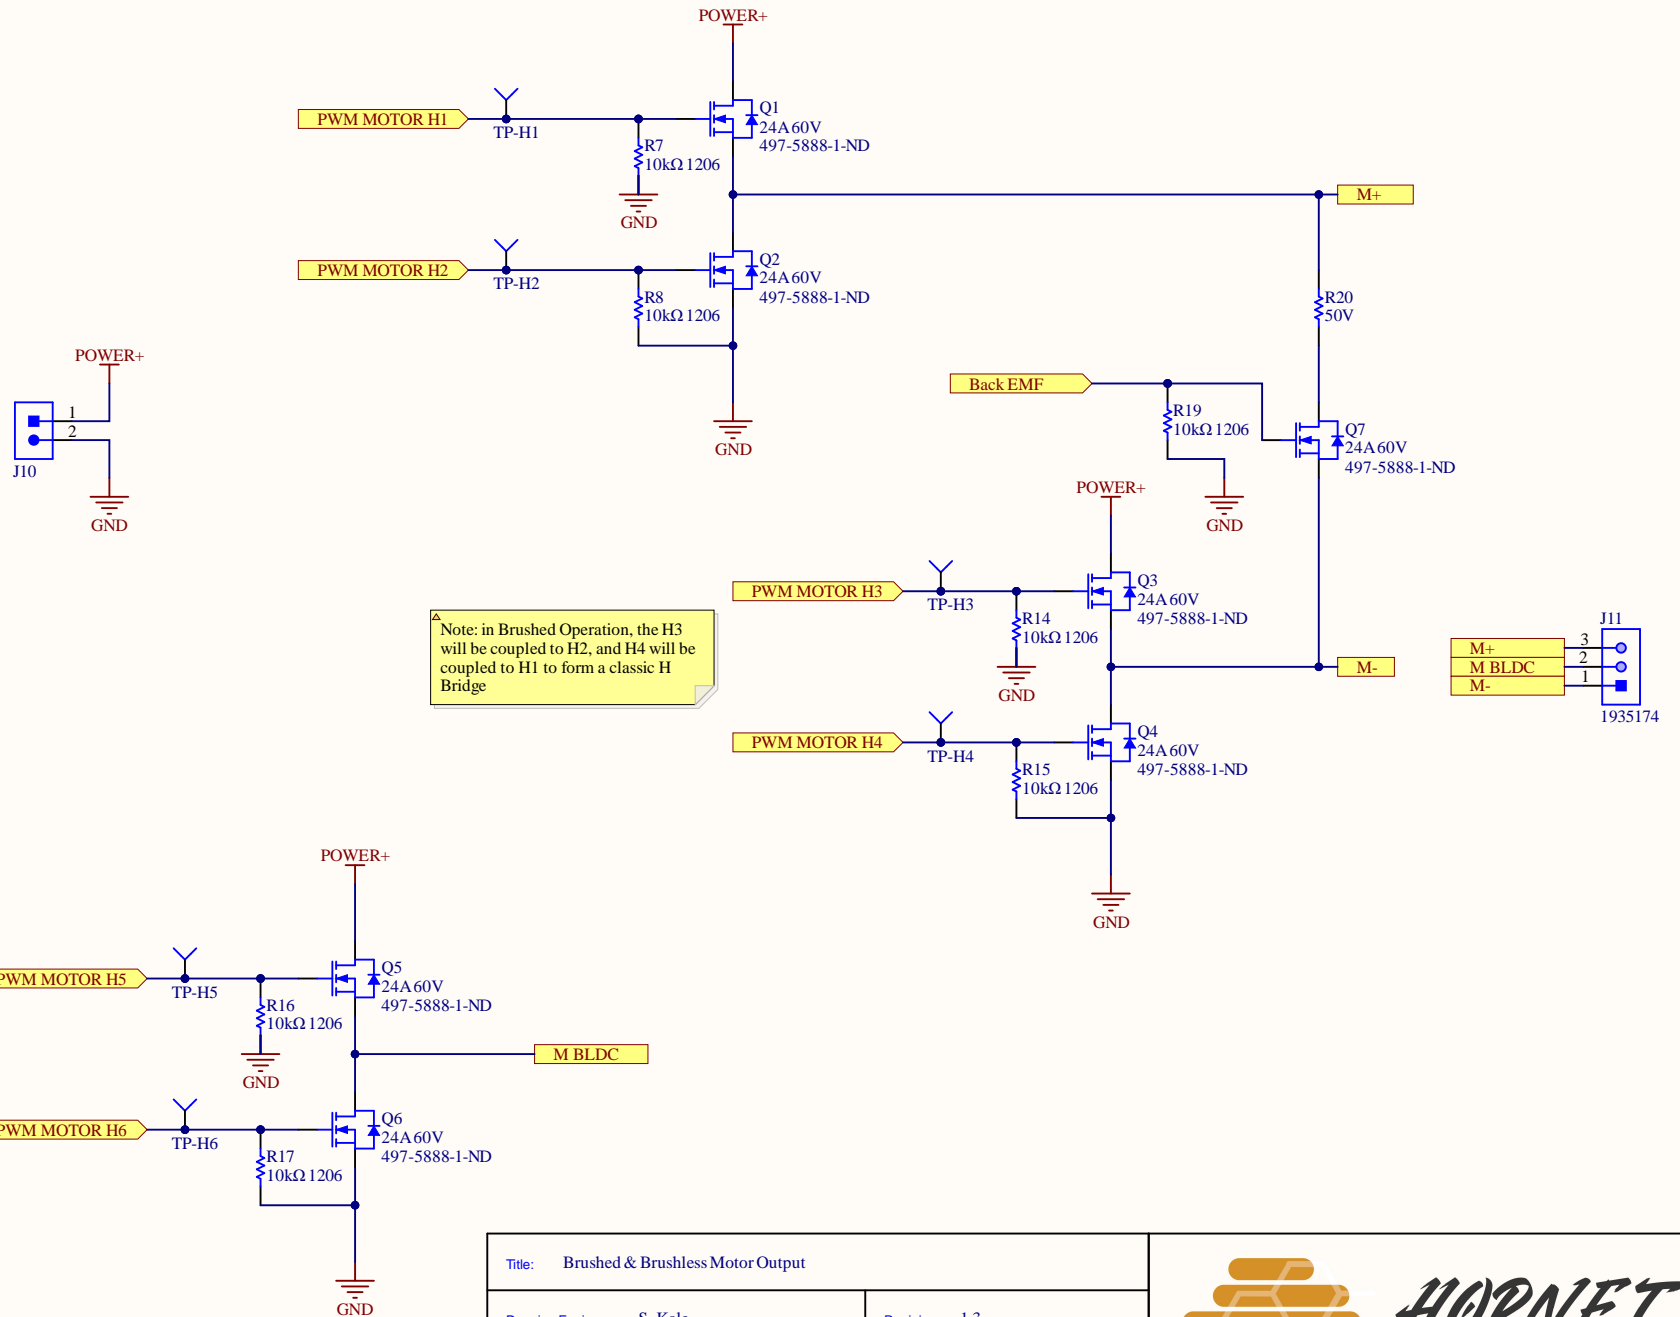 POWER+
PWM MOTOR H1
TP-H1
R7
10kΩ 1206
GND
Q1
24A 60V
497-5888-1-ND
M+
PWM MOTOR H2
TP-H2
R8
10kΩ 1206
Q2
24A 60V
497-5888-1-ND
GND
R20
50V
POWER+
1
2
J10
GND
Back EMF
R19
10kΩ 1206
GND
Q7
24A 60V
497-5888-1-ND
POWER+
PWM MOTOR H3
TP-H3
R14
10kΩ 1206
GND
Q3
24A 60V
497-5888-1-ND
M-
Note: in Brushed Operation, the H3
will be coupled to H2, and H4 will be
coupled to H1 to form a classic H
Bridge
J11
M+ 3
M BLDC 2
M- 1
1935174
PWM MOTOR H4
TP-H4
R15
10kΩ 1206
Q4
24A 60V
497-5888-1-ND
GND
POWER+
PWM MOTOR H5
TP-H5
R16
10kΩ 1206
GND
Q5
24A 60V
497-5888-1-ND
M BLDC
PWM MOTOR H6
TP-H6
R17
10kΩ 1206
Q6
24A 60V
497-5888-1-ND
GND
Title: Brushed & Brushless Motor Output
HORNET